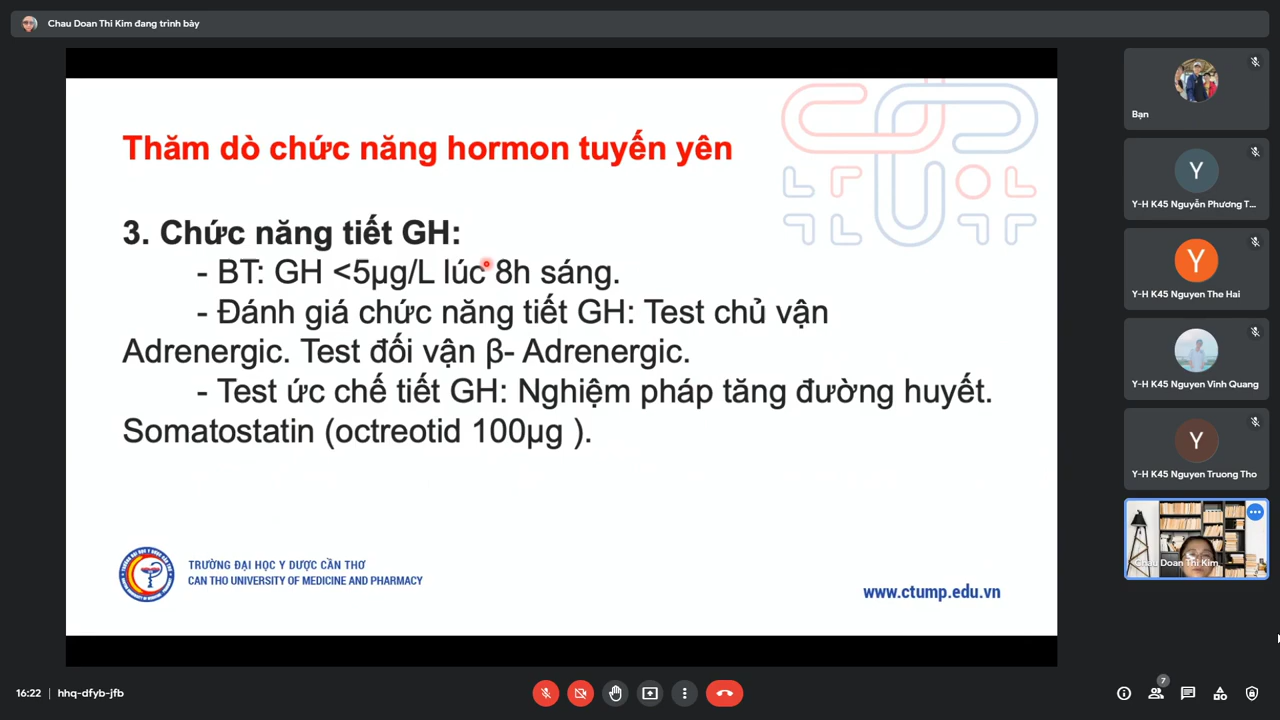 Chau Doan Thi Kim đang trình bày
Thăm dò chức năng hormon tuyến yên
3. Chức năng tiết GH:
- BT: GH <5µg/L lúc 8h sáng.
- Đánh giá chức năng tiết GH: Test chủ vận
Adrenergic. Test đối vận β- Adrenergic.
- Test ức chế tiết GH: Nghiệm pháp tăng đường huyết.
Somatostatin (octreotid 100µg ).
TRƯỜNG ĐẠI HỌC Y DƯỢC CẦN THƠ
CAN THO UNIVERSITY OF MEDICINE AND PHARMACY
www.ctump.edu.vn
Bạn
Y
Y-H K45 Nguyễn Phương T...
Y
Y-H K45 Nguyen The Hai
Y-H K45 Nguyen Vinh Quang
Y
Y-H K45 Nguyen Truong Tho
Chau Doan Thi Kim
16:22 | hhq-dfyb-jfb
7